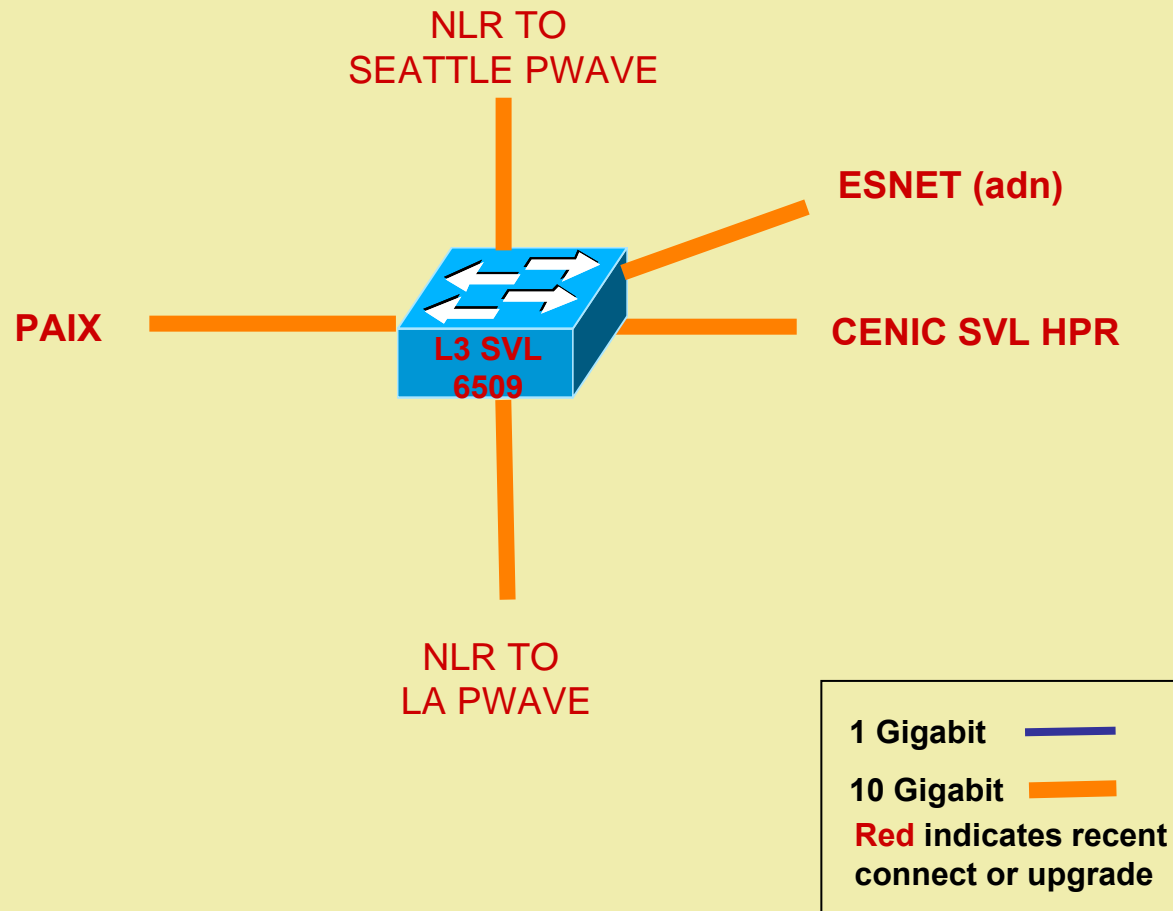 NLR TO
SEATTLE PWAVE
ESNET (adn)
PAIX
CENIC SVL HPR
L3 SVL
6509
NLR TO
LA PWAVE
1 Gigabit
10 Gigabit
Red indicates recent
connect or upgrade